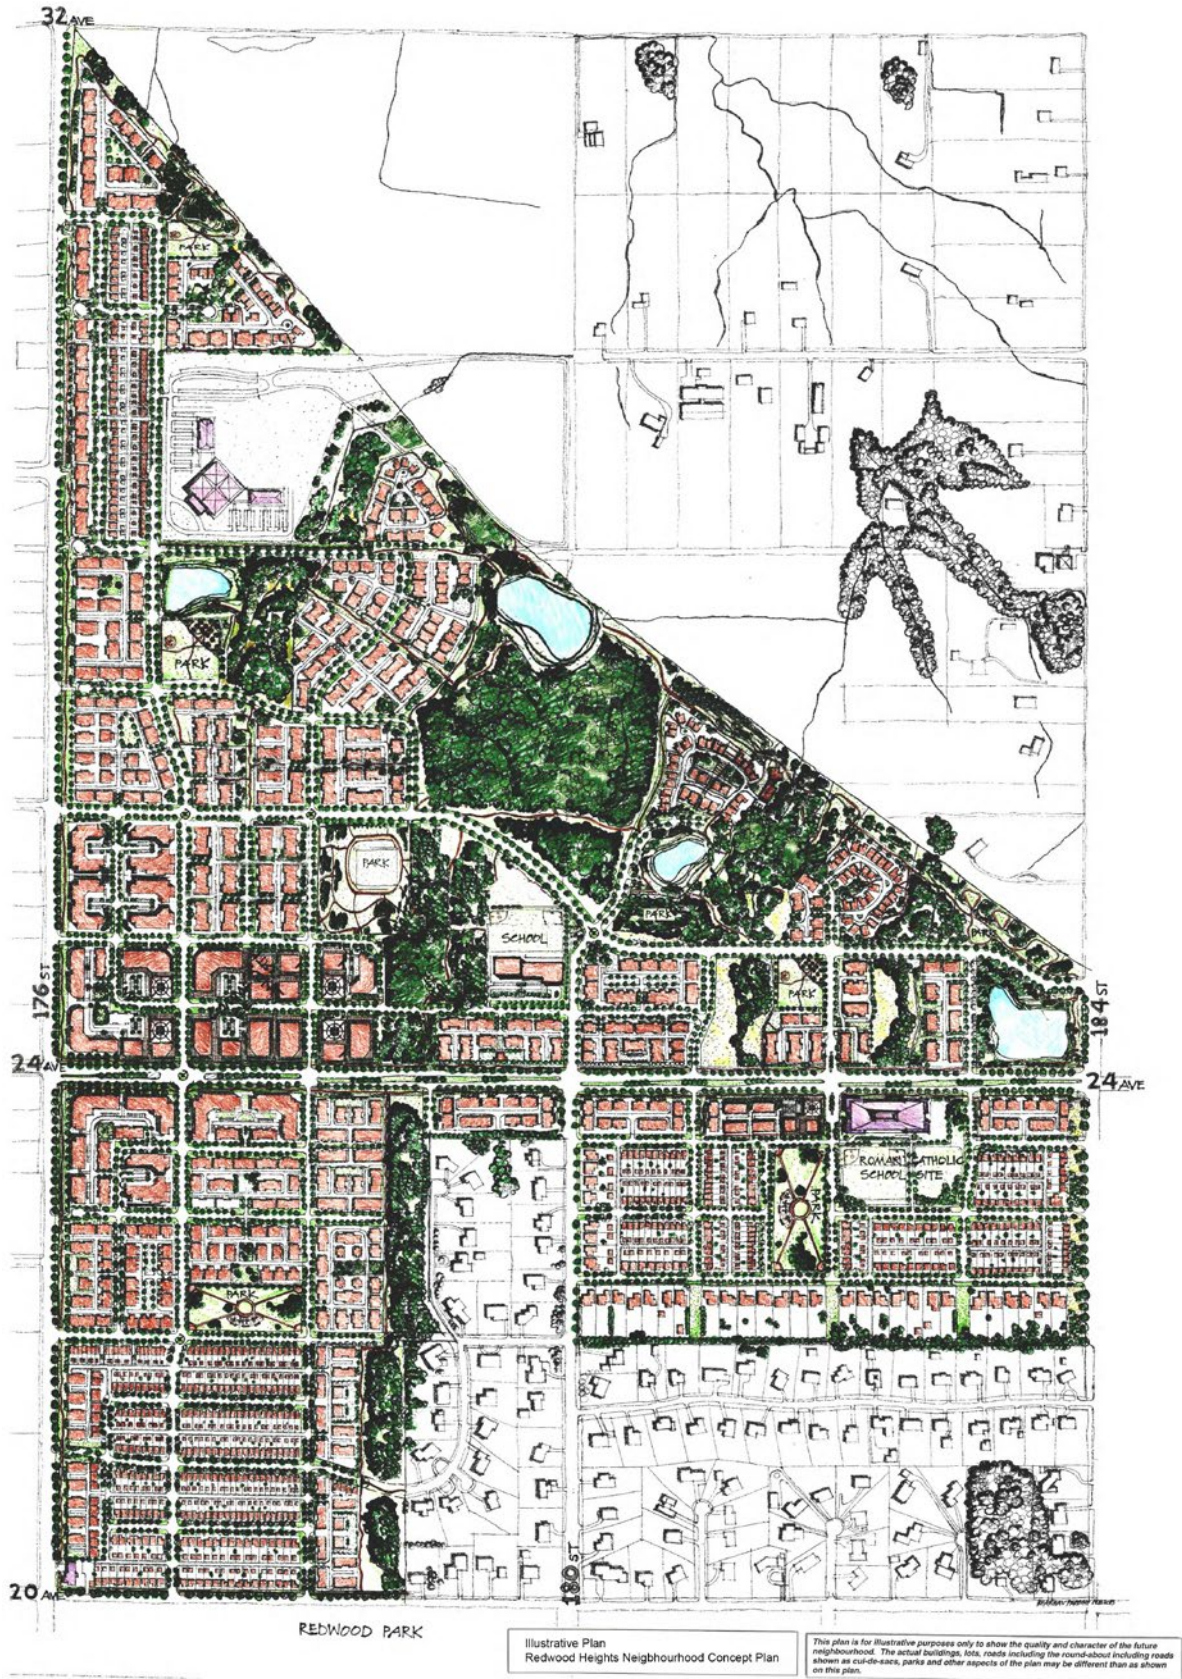 32 AVE
PARK
PARK
PARK
SCHOOL
PARK
PARK
PARK
176 ST
184 ST
24 AVE
24 AVE
ROMAN CATHOLIC
SCHOOL SITE
PARK
PARK
180 ST
20 AVE
REDWOOD PARK
Illustrative Plan
Redwood Heights Neigbhourhood Concept Plan
This plan is for illustrative purposes only to show the quality and character of the future
neighbourhood. The actual buildings, lots, roads including the round-about including roads
shown as cul-de-sacs, parks and other aspects of the plan may be different than as shown
on this plan.